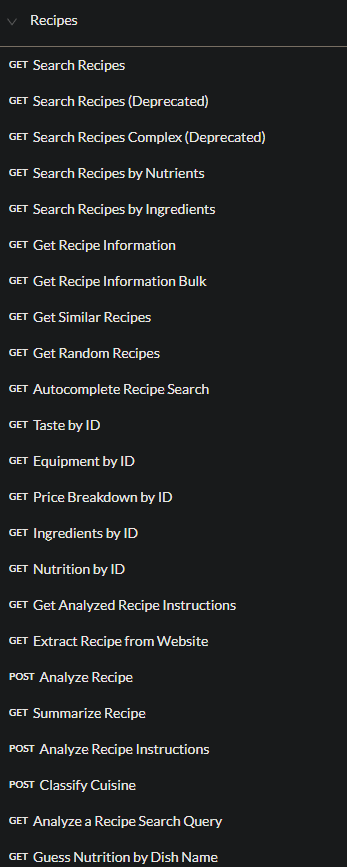 Recipes
GET Search Recipes
GET Search Recipes (Deprecated)
GET Search Recipes Complex (Deprecated)
GET Search Recipes by Nutrients
GET Search Recipes by Ingredients
GET Get Recipe Information
GET Get Recipe Information Bulk
GET Get Similar Recipes
GET Get Random Recipes
GET Autocomplete Recipe Search
GET Taste by ID
GET Equipment by ID
GET Price Breakdown by ID
GET Ingredients by ID
GET Nutrition by ID
GET Get Analyzed Recipe Instructions
GET Extract Recipe from Website
POST Analyze Recipe
GET Summarize Recipe
POST Analyze Recipe Instructions
POST Classify Cuisine
GET Analyze a Recipe Search Query
GET Guess Nutrition by Dish Name